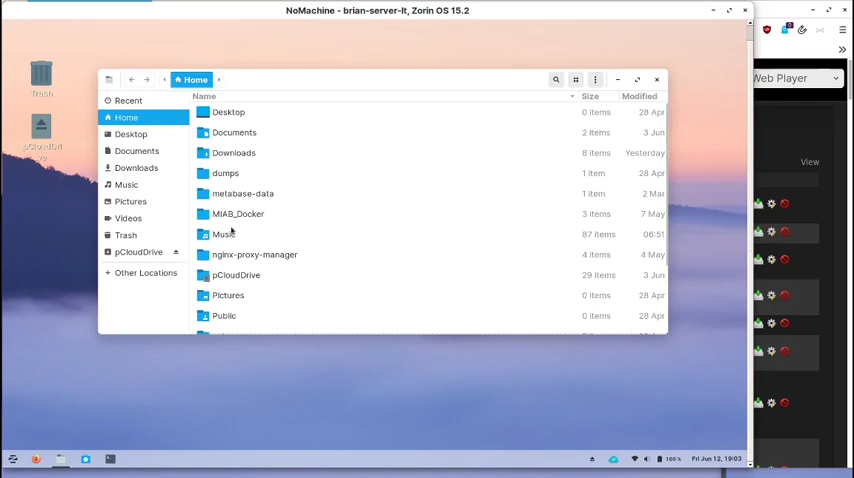 NoMachine - brian-server-lt, Zorin OS 15.2
Web Player
View
Trash
pCloudDri
ve
Home
Name Size Modified
Recent
Home
Desktop
Documents
Downloads
Music
Pictures
Videos
Trash
pCloudDrive
Other Locations
Desktop 0 items 28 Apr
Documents 2 items 3 Jun
Downloads 8 items Yesterday
dumps 1 item 28 Apr
metabase-data 1 item 2 Mar
MIAB_Docker 3 items 7 May
Music 87 items 06:51
nginx-proxy-manager 4 items 4 May
pCloudDrive 29 items 3 Jun
Pictures 0 items 28 Apr
Public 0 items 28 Apr
100 %
Fri Jun 12, 19:03